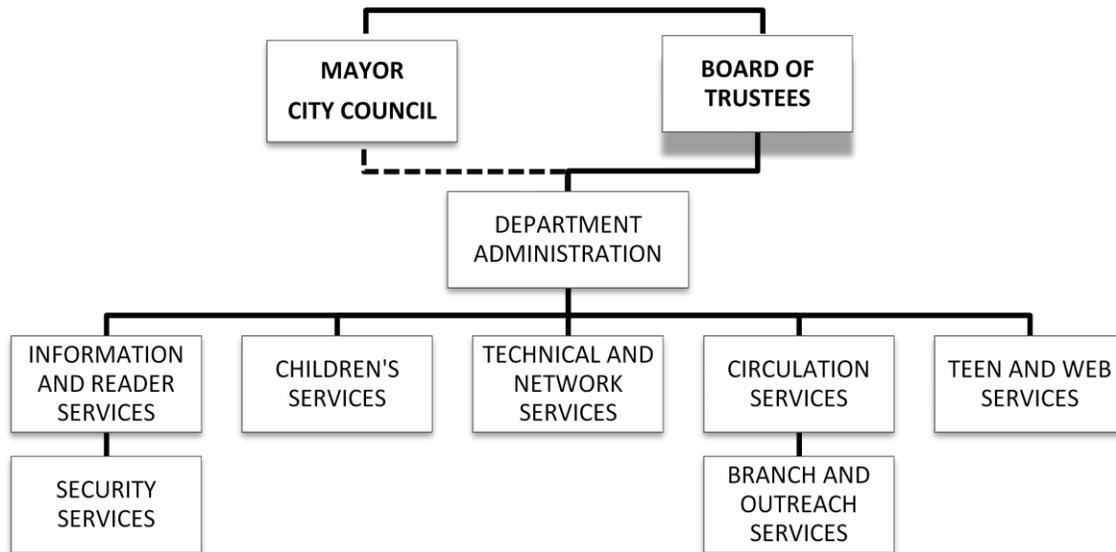 MAYOR
CITY COUNCIL
BOARD OF
TRUSTEES
DEPARTMENT
ADMINISTRATION
INFORMATION
AND READER
SERVICES
CHILDREN'S
SERVICES
TECHNICAL AND
NETWORK
SERVICES
CIRCULATION
SERVICES
TEEN AND WEB
SERVICES
SECURITY
SERVICES
BRANCH AND
OUTREACH
SERVICES